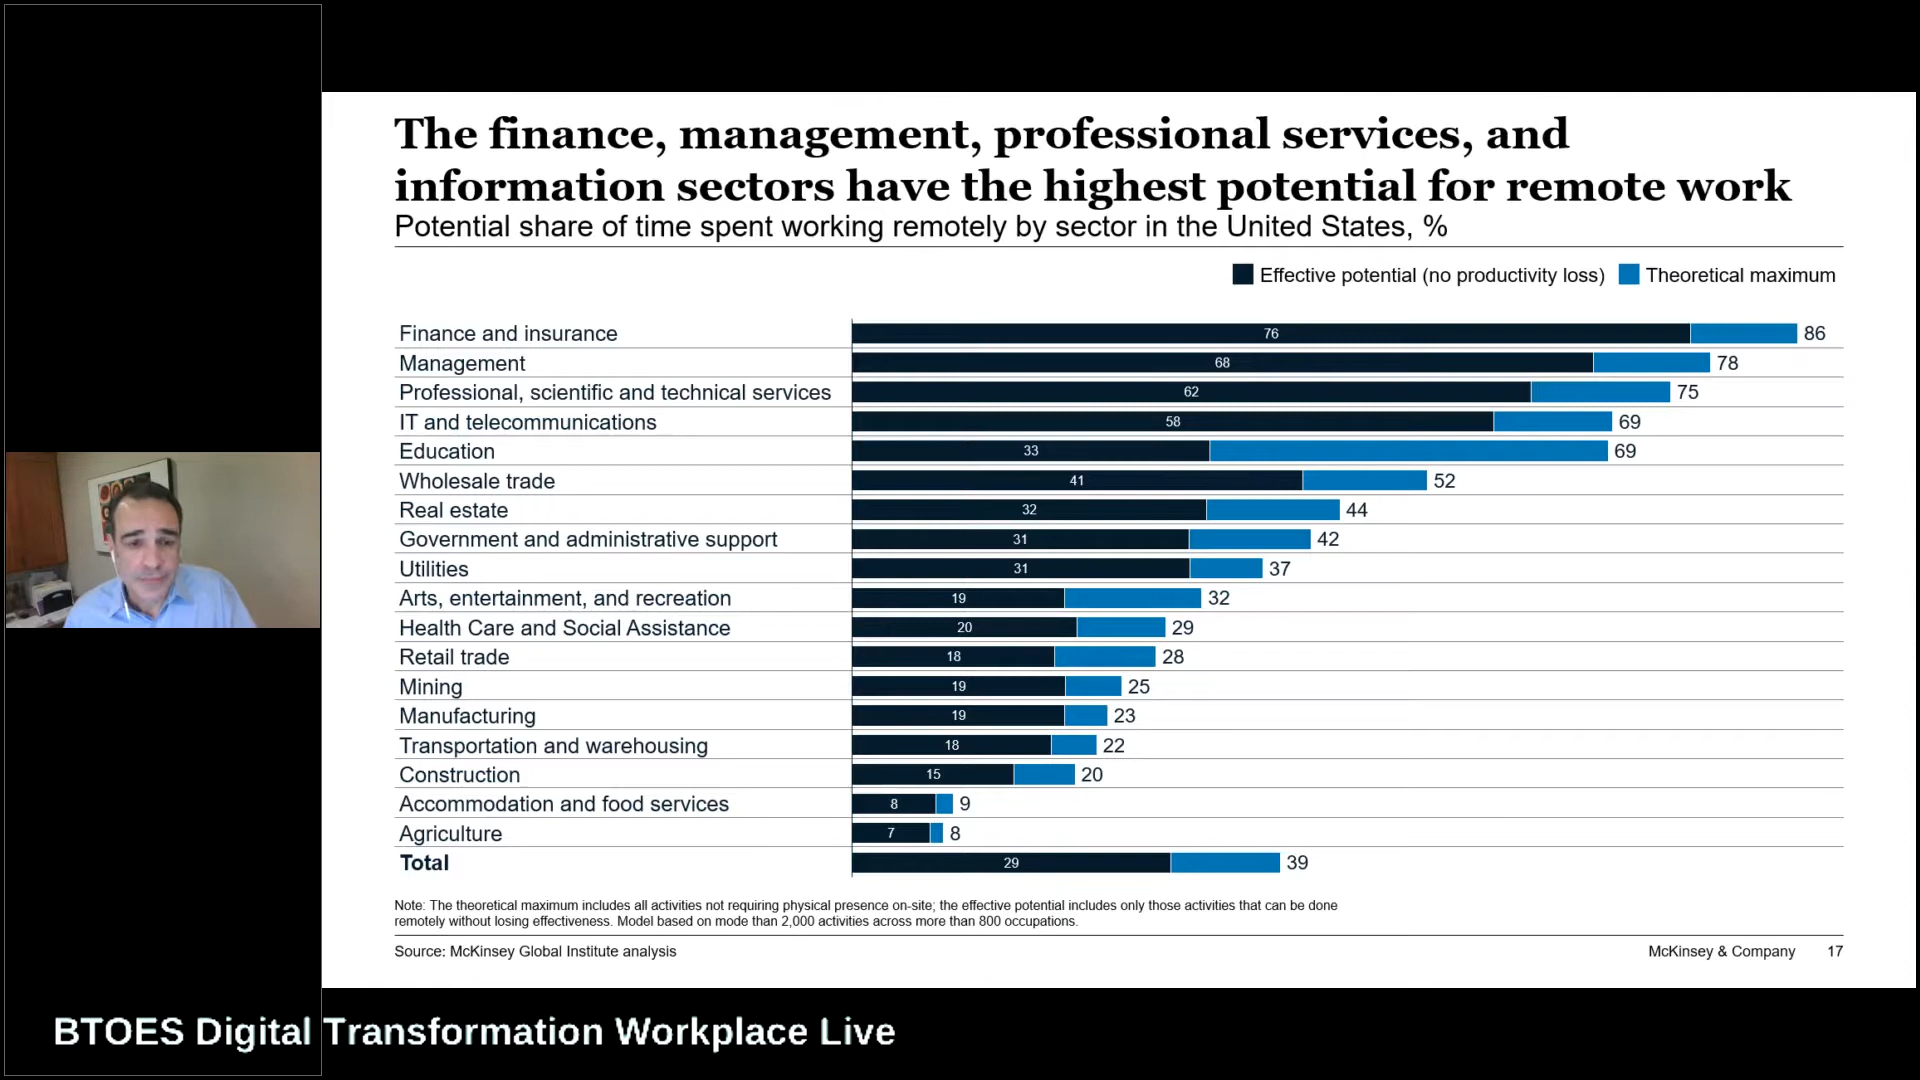 The finance, management, professional services, and
information sectors have the highest potential for remote work
Potential share of time spent working remotely by sector in the United States, %
Effective potential (no productivity loss) Theoretical maximum
Finance and insurance 76 86
Management 68 78
Professional, scientific and technical services 62 75
IT and telecommunications 58 69
Education 33 69
Wholesale trade 41 52
Real estate 32 44
Government and administrative support 31 42
Utilities 31 37
Arts, entertainment, and recreation 19 32
Health Care and Social Assistance 20 29
Retail trade 18 28
Mining 19 25
Manufacturing 19 23
Transportation and warehousing 18 22
Construction 15 20
Accommodation and food services 8 9
Agriculture 7 8
Total 29 39
Note: The theoretical maximum includes all activities not requiring physical presence on-site; the effective potential includes only those activities that can be done
remotely without losing effectiveness. Model based on mode than 2,000 activities across more than 800 occupations.
Source: McKinsey Global Institute analysis
McKinsey & Company 17
BTOES Digital Transformation Workplace Live